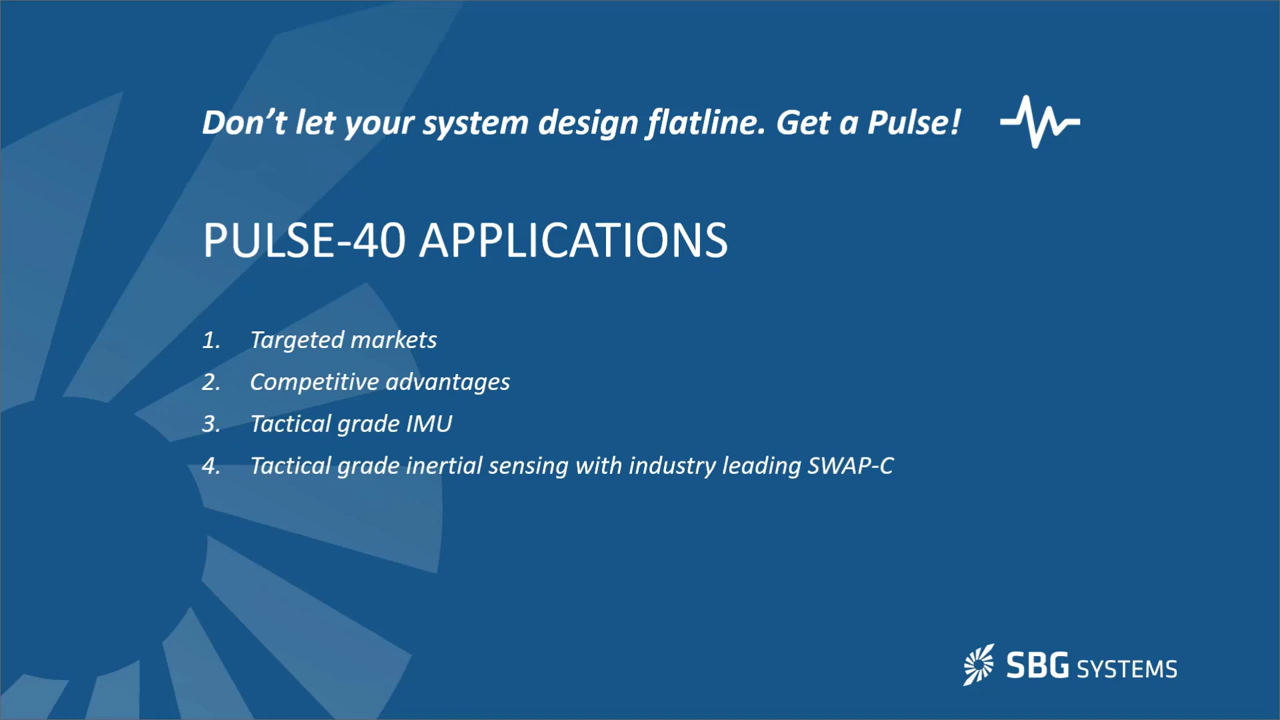 Don't let your system design flatline. Get a Pulse!
PULSE-40 APPLICATIONS
1. Targeted markets
2. Competitive advantages
3. Tactical grade IMU
4. Tactical grade inertial sensing with industry leading SWAP-C
SBG SYSTEMS